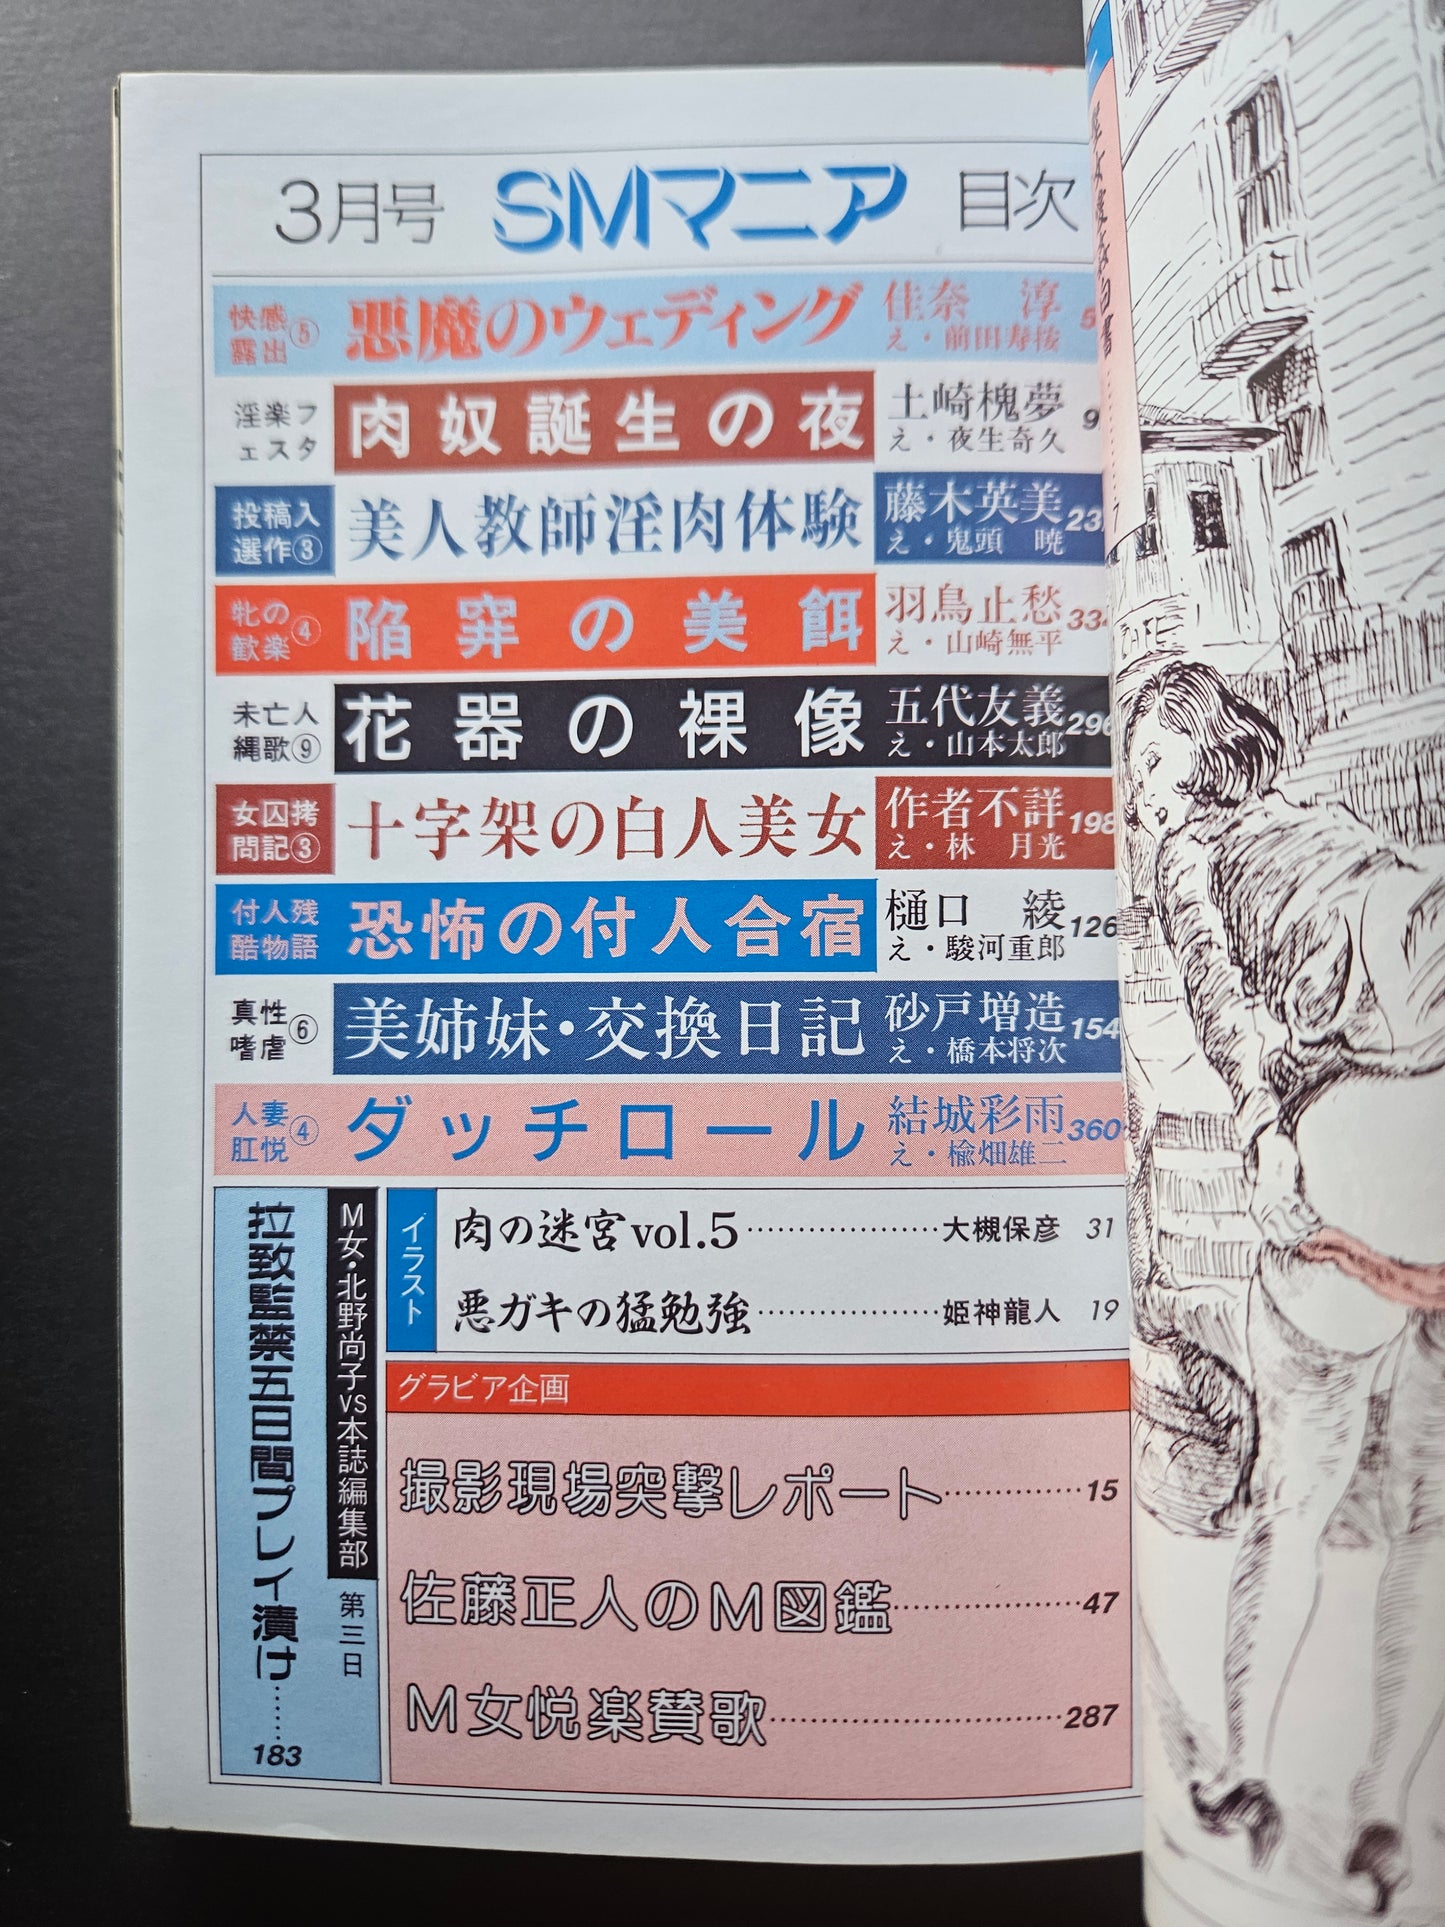 3月号 SMマニア 目次
快感露出⑤ 悪魔のウェディング 佳奈 淳
え・前田寿按 5
淫楽フェスタ 肉奴誕生の夜 土崎槐夢
え・夜生奇久 9
投稿入選作③ 美人教師淫肉体験 藤木英美
え・鬼頭 暁 23
牝の歓楽④ 陥穽の美餌 羽鳥止愁
え・山崎無平 334
未亡人縄歌⑨ 花器の裸像 五代友義
え・山本太郎 296
女囚拷問記③ 十字架の白人美女 作者不詳
え・林 月光 198
付人残酷物語 恐怖の付人合宿 樋口 綾
え・駿河重郎 126
真性嗜虐⑥ 美姉妹・交換日記 砂戸増造
え・橋本将次 154
人妻肛悦④ ダッチロール 結城彩雨
え・楡畑雄二 360
イラスト
肉の迷宮vol.5……………大槻保彦 31
悪ガキの猛勉強……………姫神龍人 19
グラビア企画
撮影現場突撃レポート……………15
佐藤正人のM図鑑……………47
M女悦楽賛歌……………287
M女・北野尚子vs本誌編集部 第三日
拉致監禁五日間プレイ漬け……183